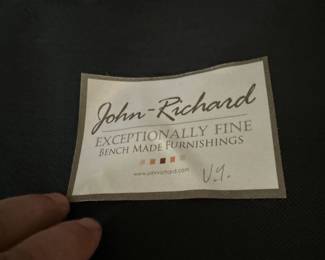 John-Richard
EXCEPTIONALLY FINE
BENCH MADE FURNISHINGS
www.johnrichard.com
V.Y.